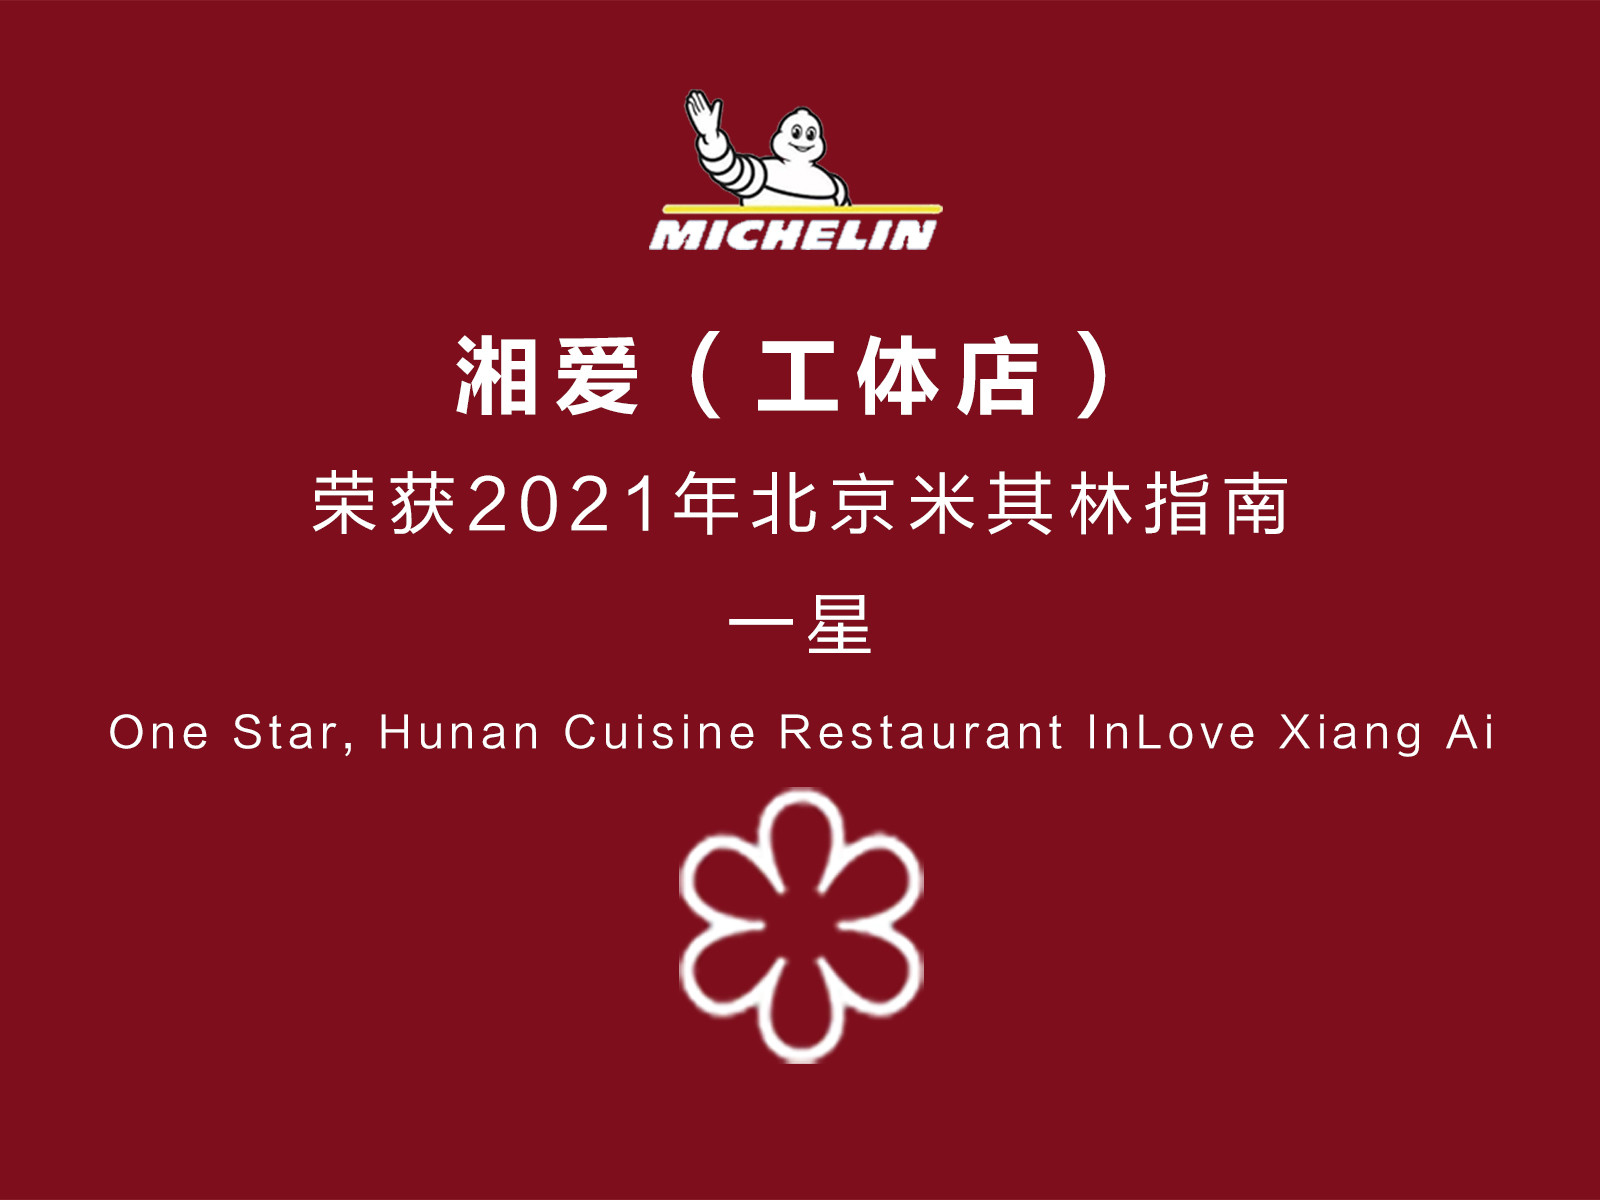 MICHELIN
湘爱（工体店）
荣获2021年北京米其林指南
一星
One Star, Hunan Cuisine Restaurant InLove Xiang Ai